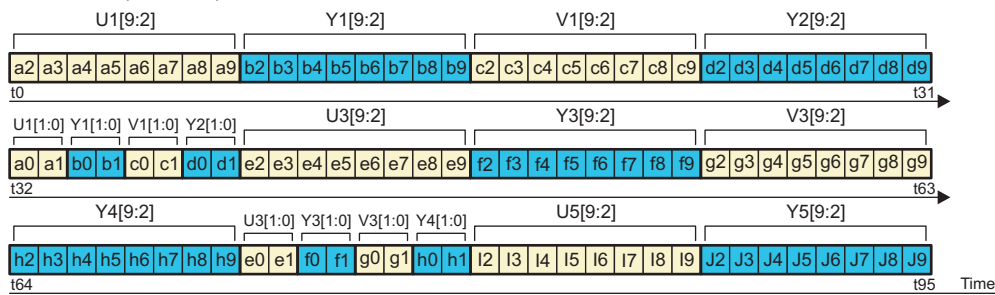 U1[9:2] Y1[9:2] V1[9:2] Y2[9:2]
a2 a3 a4 a5 a6 a7 a8 a9 b2 b3 b4 b5 b6 b7 b8 b9 c2 c3 c4 c5 c6 c7 c8 c9 d2 d3 d4 d5 d6 d7 d8 d9
t0 t31
U1[1:0] Y1[1:0] V1[1:0] Y2[1:0] U3[9:2] Y3[9:2] V3[9:2]
a0 a1 b0 b1 c0 c1 d0 d1 e2 e3 e4 e5 e6 e7 e8 e9 f2 f3 f4 f5 f6 f7 f8 f9 g2 g3 g4 g5 g6 g7 g8 g9
t32 t63
Y4[9:2] U3[1:0] Y3[1:0] V3[1:0] Y4[1:0] U5[9:2] Y5[9:2]
h2 h3 h4 h5 h6 h7 h8 h9 e0 e1 f0 f1 g0 g1 h0 h1 I2 I3 I4 I5 I6 I7 I8 I9 J2 J3 J4 J5 J6 J7 J8 J9
t64 t95 Time